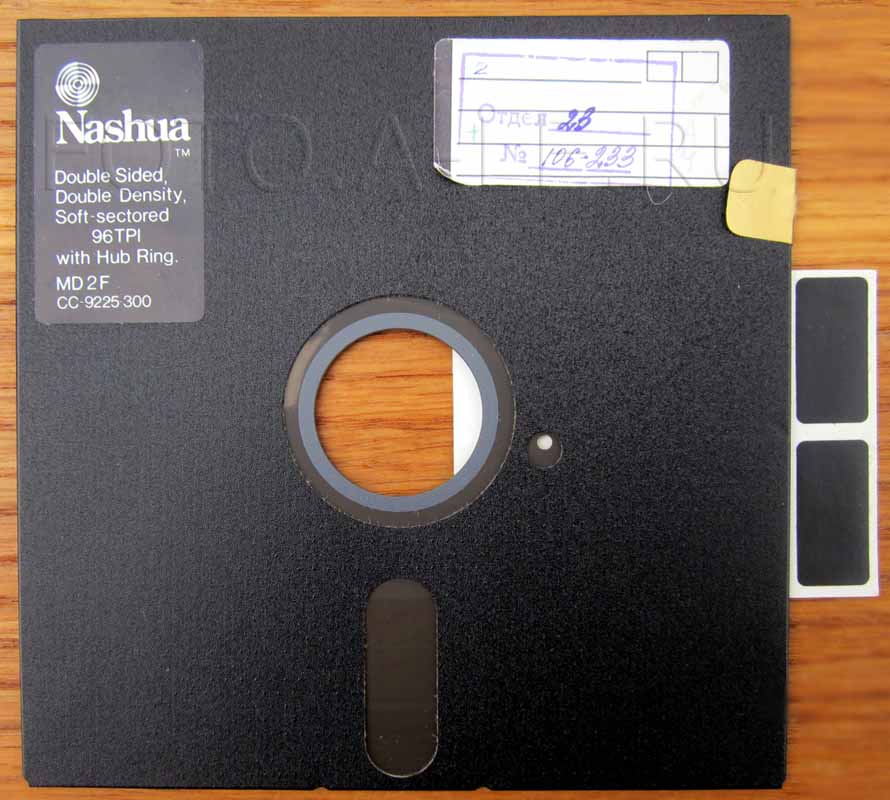 Nashua
TM
Double Sided,
Double Density,
Soft-sectored
96TPI
with Hub Ring.
MD 2 F
CC-9225-300
2
Отдел 23
№ 106-233